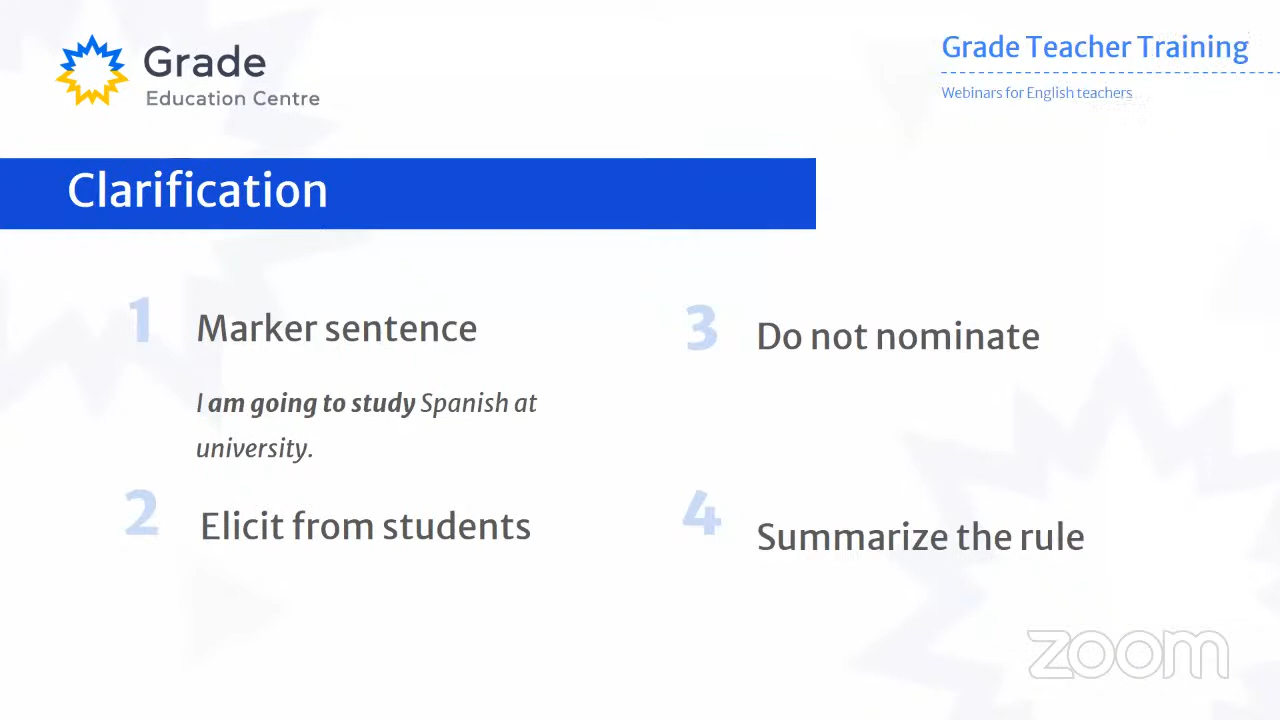 Grade
Education Centre
Grade Teacher Training
Webinars for English teachers
Clarification
1 Marker sentence
I am going to study Spanish at
university.
2 Elicit from students
3 Do not nominate
4 Summarize the rule
zoom